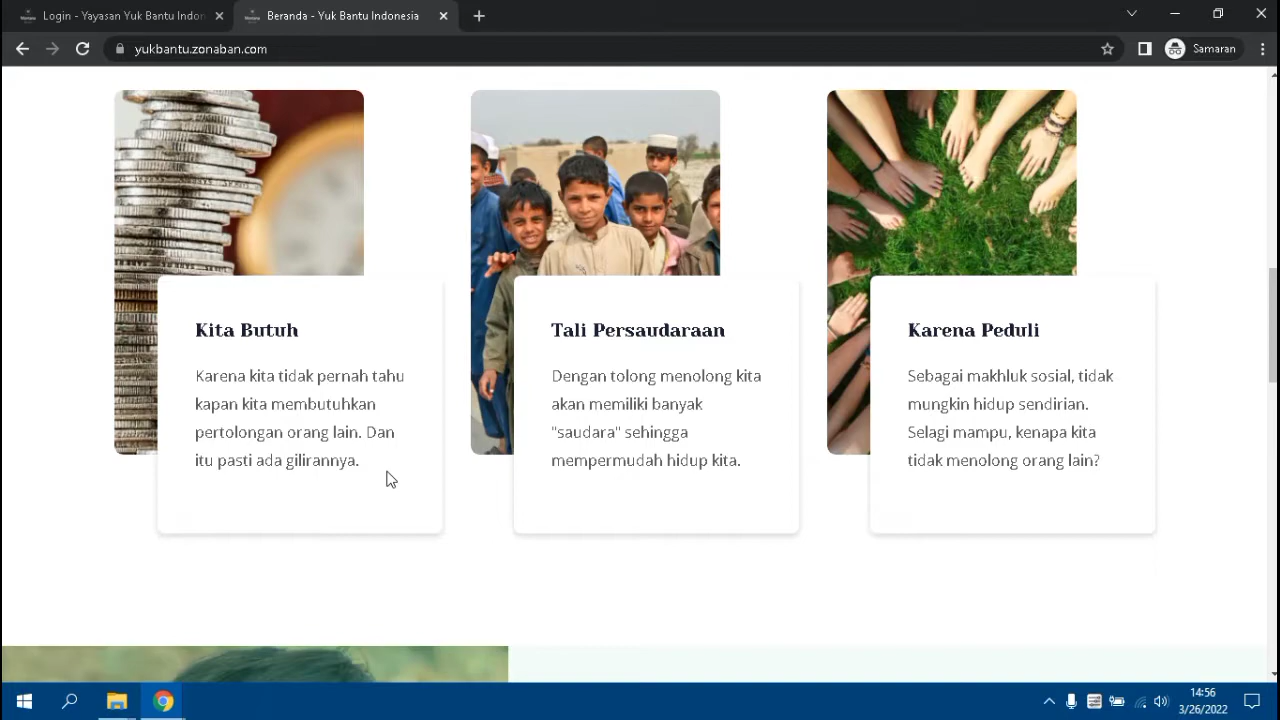 Login - Yayasan Yuk Bantu Indon
Beranda - Yuk Bantu Indonesia
yukbantu.zonaban.com
Samaran
Kita Butuh
Karena kita tidak pernah tahu
kapan kita membutuhkan
pertolongan orang lain. Dan
itu pasti ada gilirannya.
Tali Persaudaraan
Dengan tolong menolong kita
akan memiliki banyak
"saudara" sehingga
mempermudah hidup kita.
Karena Peduli
Sebagai makhluk sosial, tidak
mungkin hidup sendirian.
Selagi mampu, kenapa kita
tidak menolong orang lain?
14:56
3/26/2022